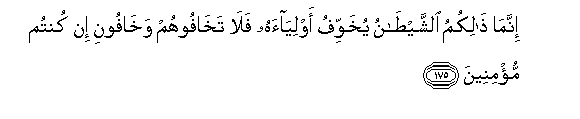 إِنَّمَا ذَٰلِكُمُ ٱلشَّيْطَـٰنُ يُخَوِّفُ أَوْلِيَآءَهُۥ فَلَا تَخَافُوهُمْ وَخَافُونِ إِن كُنتُم
مُّؤْمِنِينَ ١٧٥